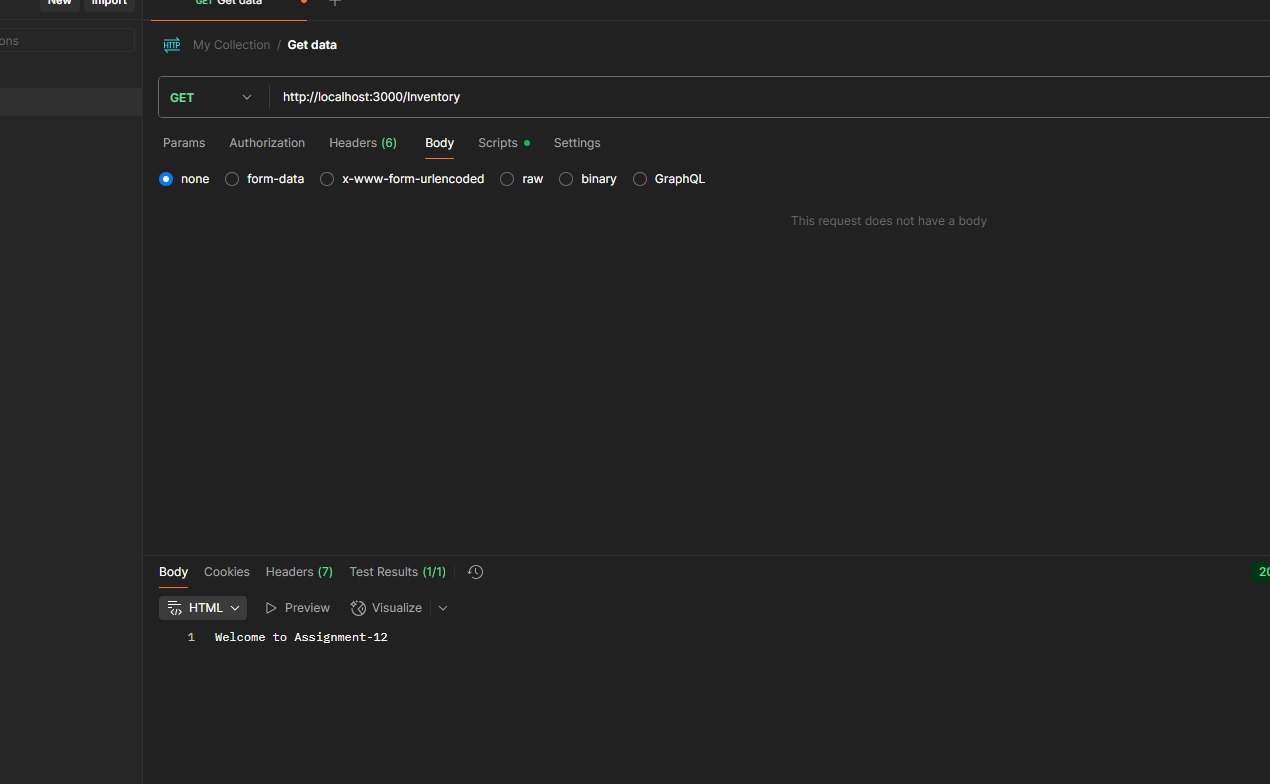 New Import
GET Get data
ons
HTTP My Collection / Get data
GET http://localhost:3000/Inventory
Params Authorization Headers (6) Body Scripts Settings
none form-data x-www-form-urlencoded raw binary GraphQL
This request does not have a body
Body Cookies Headers (7) Test Results (1/1) 20
HTML Preview Visualize
1 Welcome to Assignment-12